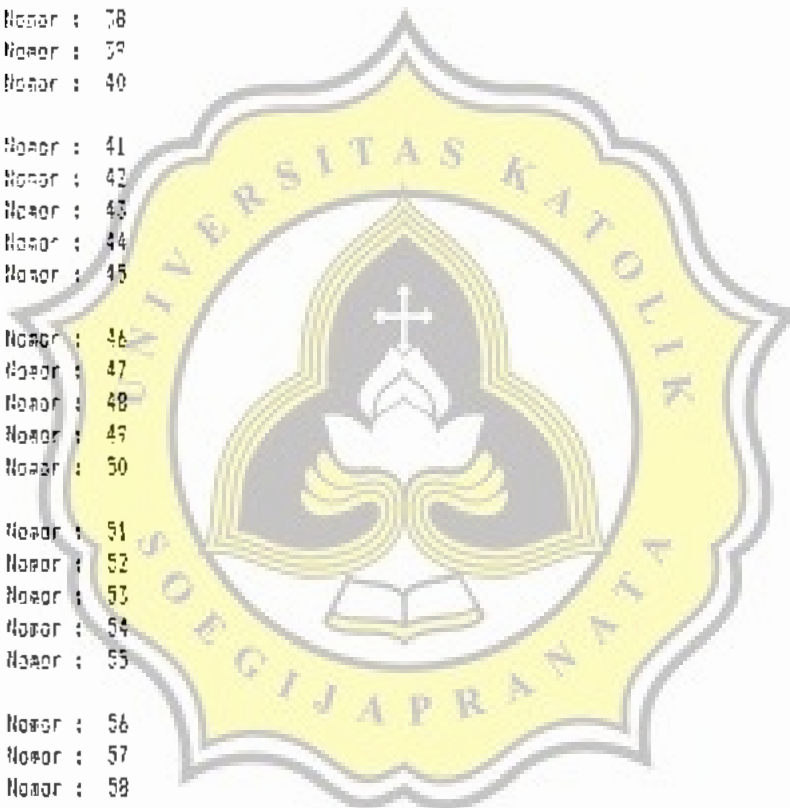 Nomor : 38
Nomor : 39
Nomor : 40
Nomor : 41
Nomor : 42
Nomor : 43
Nomor : 44
Nomor : 45
Nomor : 46
Nomor : 47
Nomor : 48
Nomor : 49
Nomor : 50
Nomor : 51
Nomor : 52
Nomor : 53
Nomor : 54
Nomor : 55
Nomor : 56
Nomor : 57
Nomor : 58
UNIVERSITAS KATOLIK
SOEGIJAPRANATA